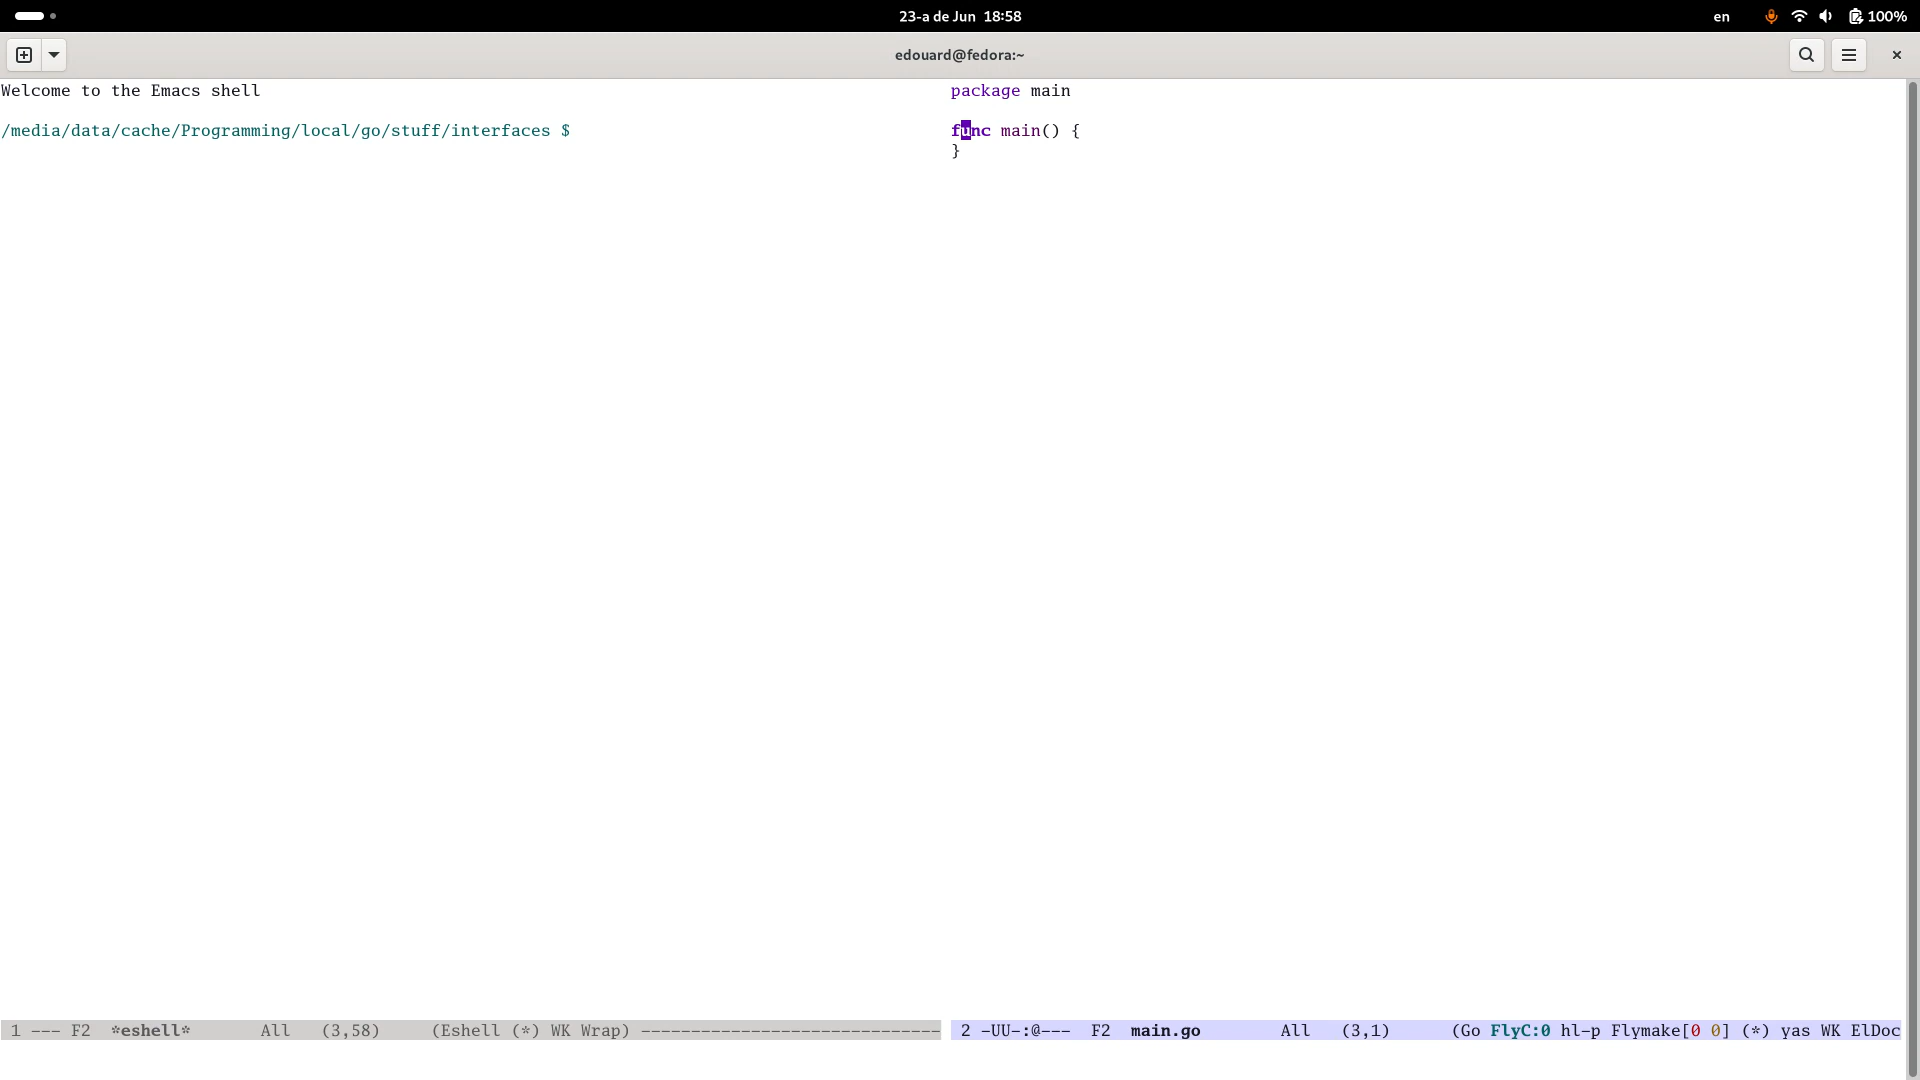 23-a de Jun 18:58
en
100%
edouard@fedora:~
Welcome to the Emacs shell
/media/data/cache/Programming/local/go/stuff/interfaces $
package main
func main() {
}
1 --- F2 *eshell* All (3,58) (Eshell (*) WK Wrap) ------------------------------
2 -UU-:@--- F2 main.go All (3,1) (Go FlyC:0 hl-p Flymake[0 0] (*) yas WK ElDoc